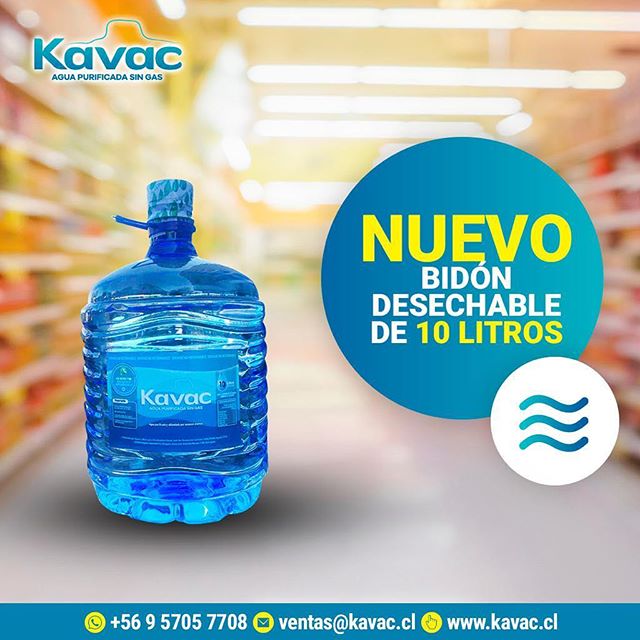 Kavac
AGUA PURIFICADA SIN GAS
NUEVO
BIDÓN
DESECHABLE
DE 10 LITROS
Kavac
AGUA PURIFICADA SIN GAS
+56 9 5705 7708 ventas@kavac.cl www.kavac.cl